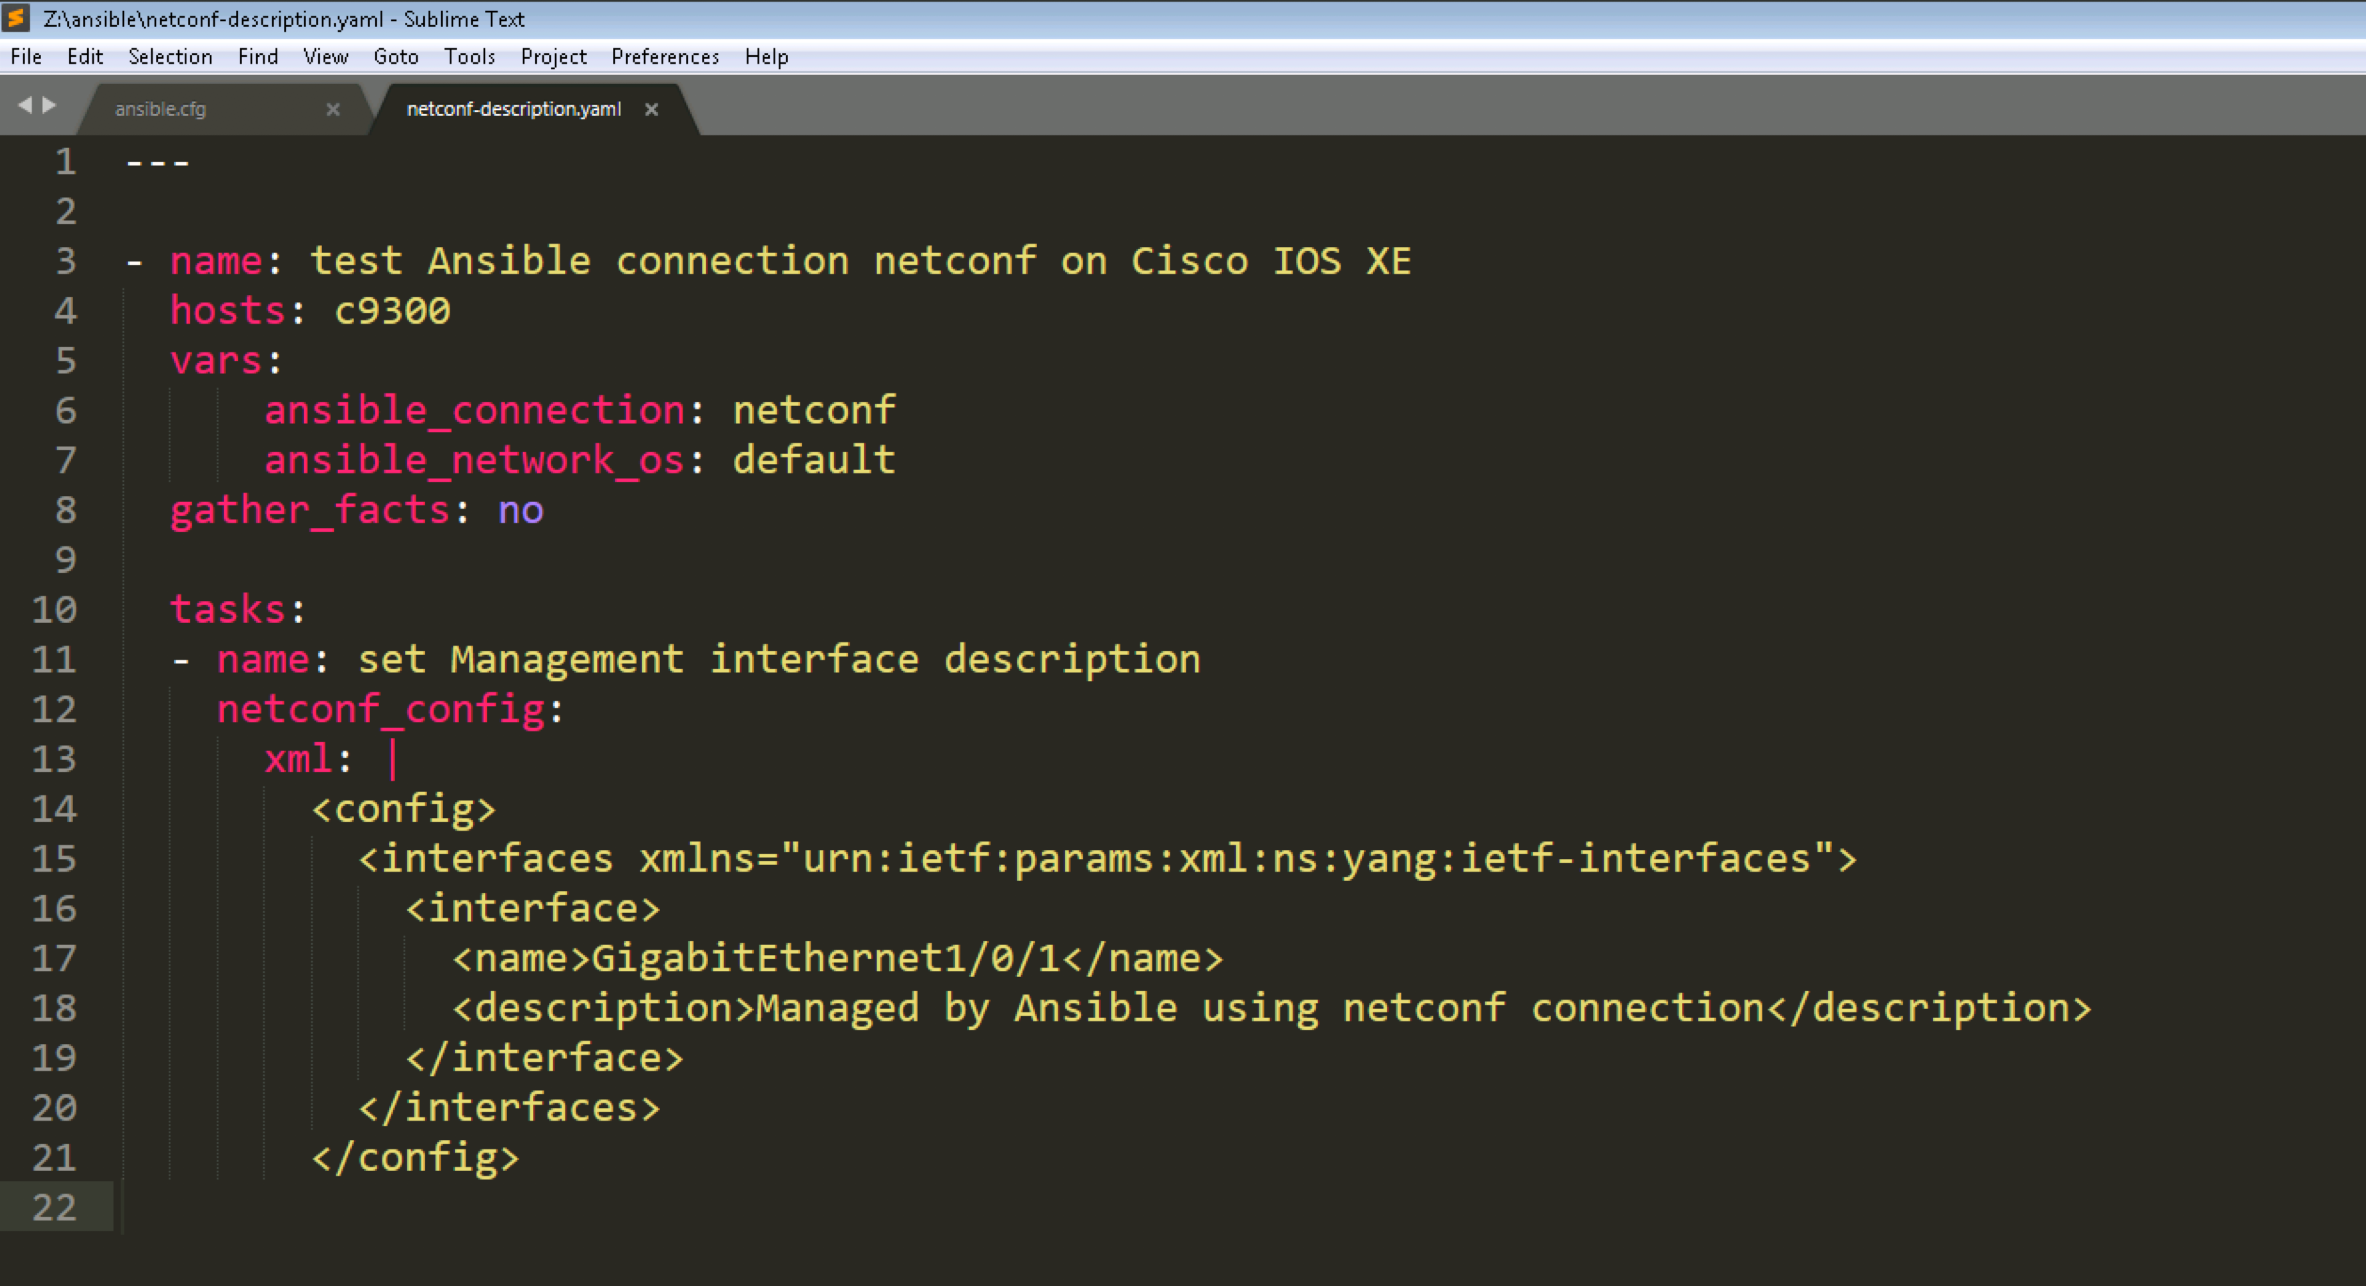 Z:\ansible\netconf-description.yaml - Sublime Text
File Edit Selection Find View Goto Tools Project Preferences Help
ansible.cfg × netconf-description.yaml ×
1 ---
2
3 - name: test Ansible connection netconf on Cisco IOS XE
4   hosts: c9300
5   vars:
6       ansible_connection: netconf
7       ansible_network_os: default
8   gather_facts: no
9
10   tasks:
11   - name: set Management interface description
12     netconf_config:
13       xml: |
14         <config>
15           <interfaces xmlns="urn:ietf:params:xml:ns:yang:ietf-interfaces">
16             <interface>
17               <name>GigabitEthernet1/0/1</name>
18               <description>Managed by Ansible using netconf connection</description>
19             </interface>
20           </interfaces>
21         </config>
22